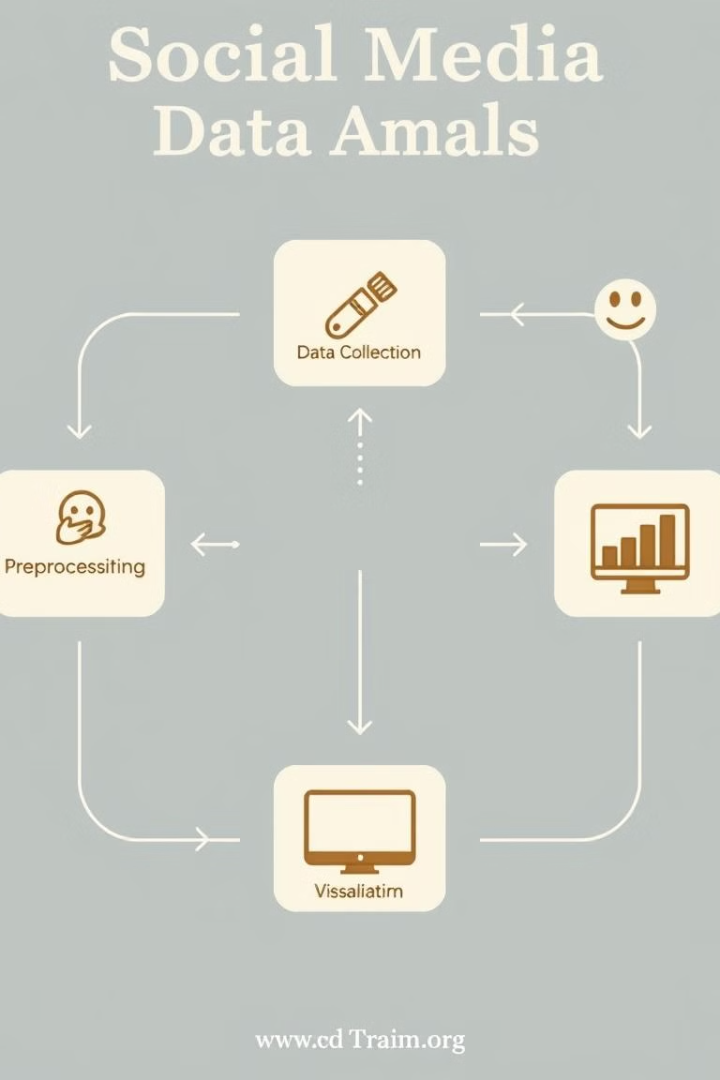 Social Media
Data Amals
Data Collection
Preprocessiting
Vissaliatim
www.cd Traim.org